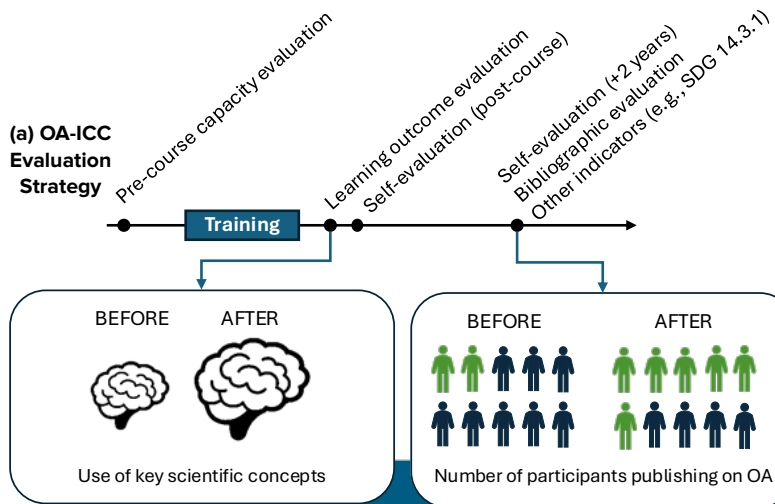 (a) OA-ICC
Evaluation
Strategy
Pre-course capacity evaluation
Training
Learning outcome evaluation
Self-evaluation (post-course)
Self-evaluation (+2 years)
Bibliographic evaluation
Other indicators (e.g., SDG 14.3.1)
BEFORE
AFTER
Use of key scientific concepts
BEFORE
AFTER
Number of participants publishing on OA